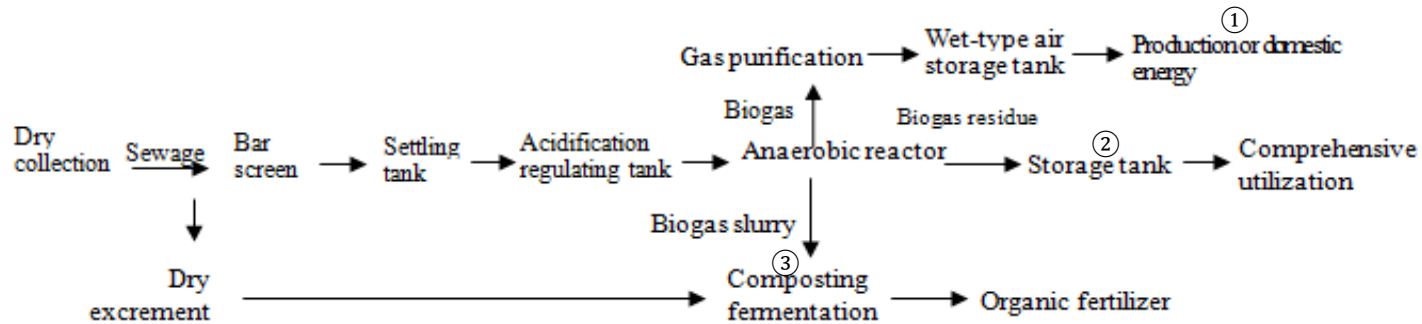 ①
Gas purification
Wet-type air
storage tank
Production or domestic
energy
Biogas
Biogas residue
Dry
collection
Sewage
Bar
screen
Settling
tank
Acidification
regulating tank
Anaerobic reactor
②
Storage tank
Comprehensive
utilization
Biogas slurry
③
Dry
excrement
Composting
fermentation
Organic fertilizer